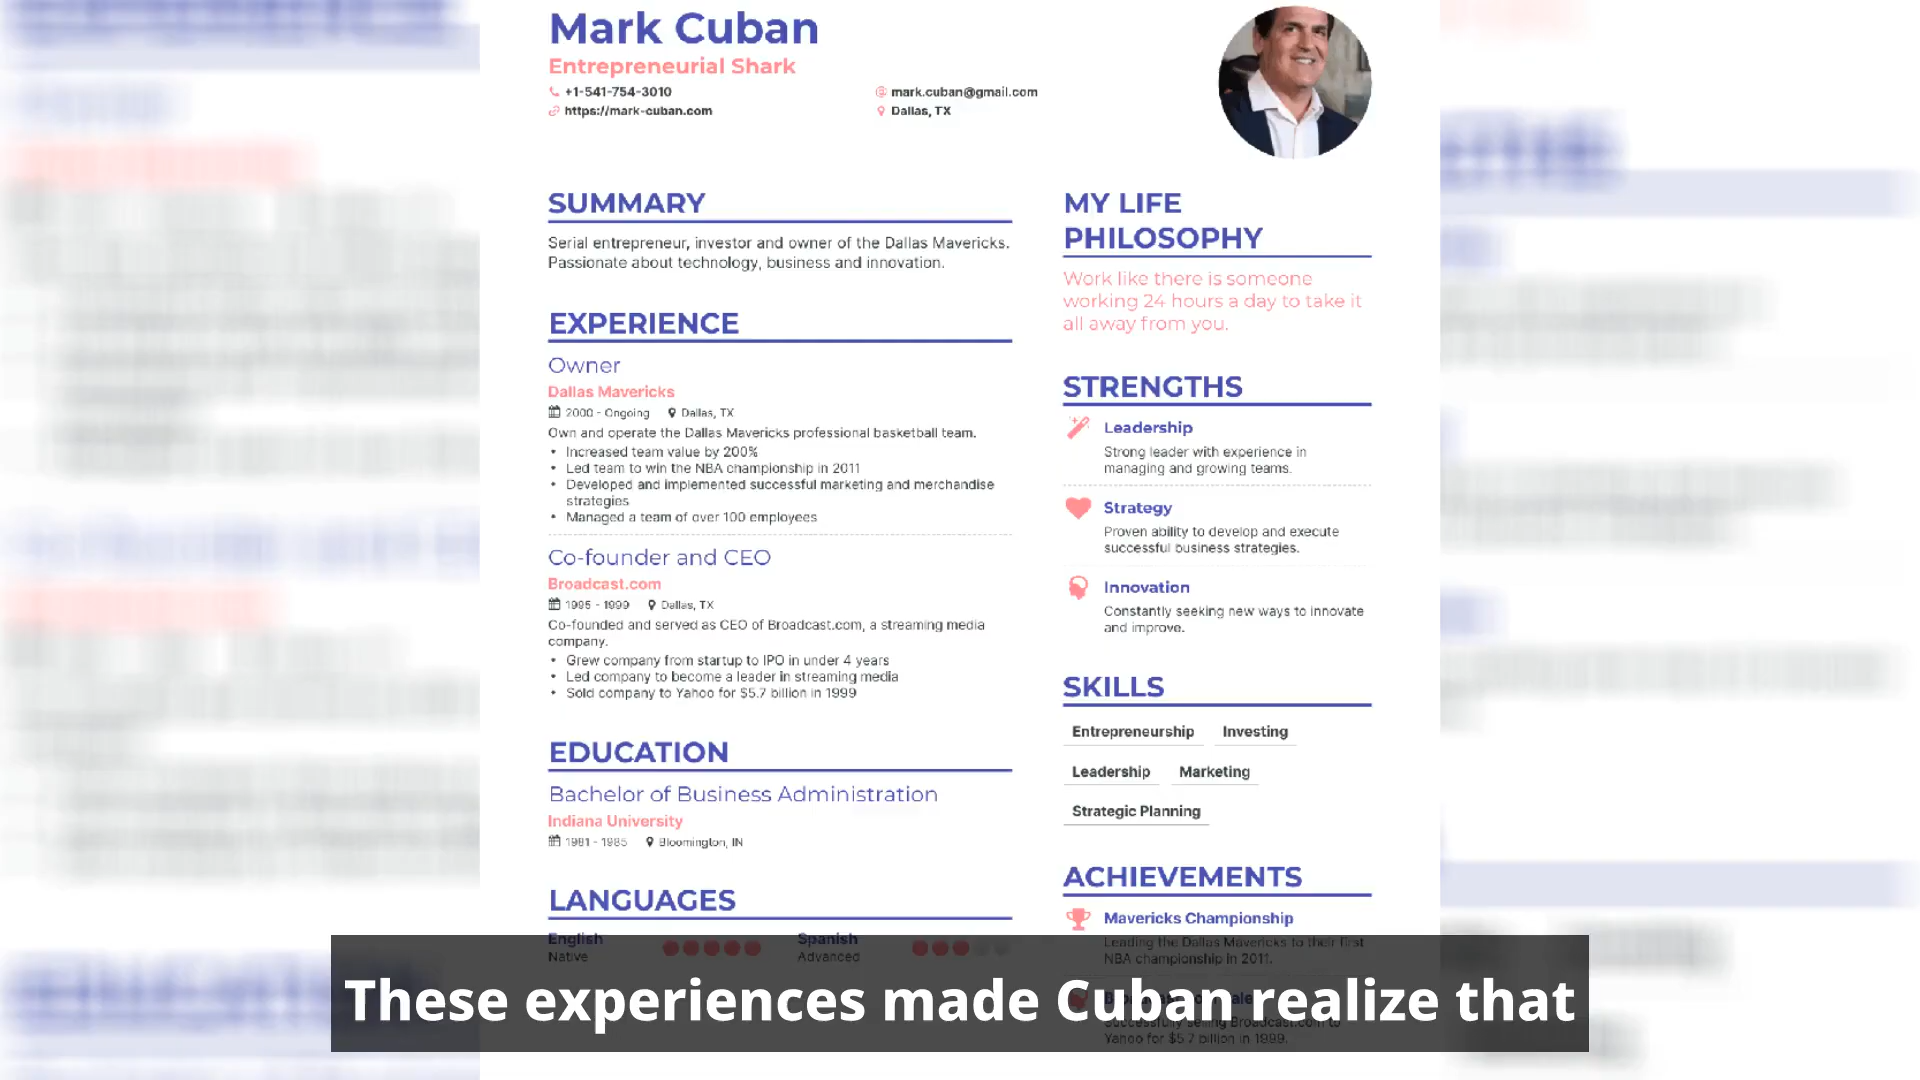 Mark Cuban
Entrepreneurial Shark
+1-541-754-3010
mark.cuban@gmail.com
https://mark-cuban.com
Dallas, TX
SUMMARY
Serial entrepreneur, investor and owner of the Dallas Mavericks.
Passionate about technology, business and innovation.
EXPERIENCE
Owner
Dallas Mavericks
2000 - Ongoing
Dallas, TX
Own and operate the Dallas Mavericks professional basketball team.
• Increased team value by 200%
• Led team to win the NBA championship in 2011
• Developed and implemented successful marketing and merchandise
strategies
• Managed a team of over 100 employees
Co-founder and CEO
Broadcast.com
1995 - 1999
Dallas, TX
Co-founded and served as CEO of Broadcast.com, a streaming media
company.
• Grew company from startup to IPO in under 4 years
• Led company to become a leader in streaming media
• Sold company to Yahoo for $5.7 billion in 1999
EDUCATION
Bachelor of Business Administration
Indiana University
1981 - 1985
Bloomington, IN
LANGUAGES
English
Native
Spanish
Advanced
MY LIFE
PHILOSOPHY
Work like there is someone
working 24 hours a day to take it
all away from you.
STRENGTHS
Leadership
Strong leader with experience in
managing and growing teams.
Strategy
Proven ability to develop and execute
successful business strategies.
Innovation
Constantly seeking new ways to innovate
and improve.
SKILLS
Entrepreneurship
Investing
Leadership
Marketing
Strategic Planning
ACHIEVEMENTS
Mavericks Championship
Leading the Dallas Mavericks to their first
NBA championship in 2011.
Successfully selling Broadcast.com to
Yahoo for $5.7 billion in 1999.
These experiences made Cuban realize that